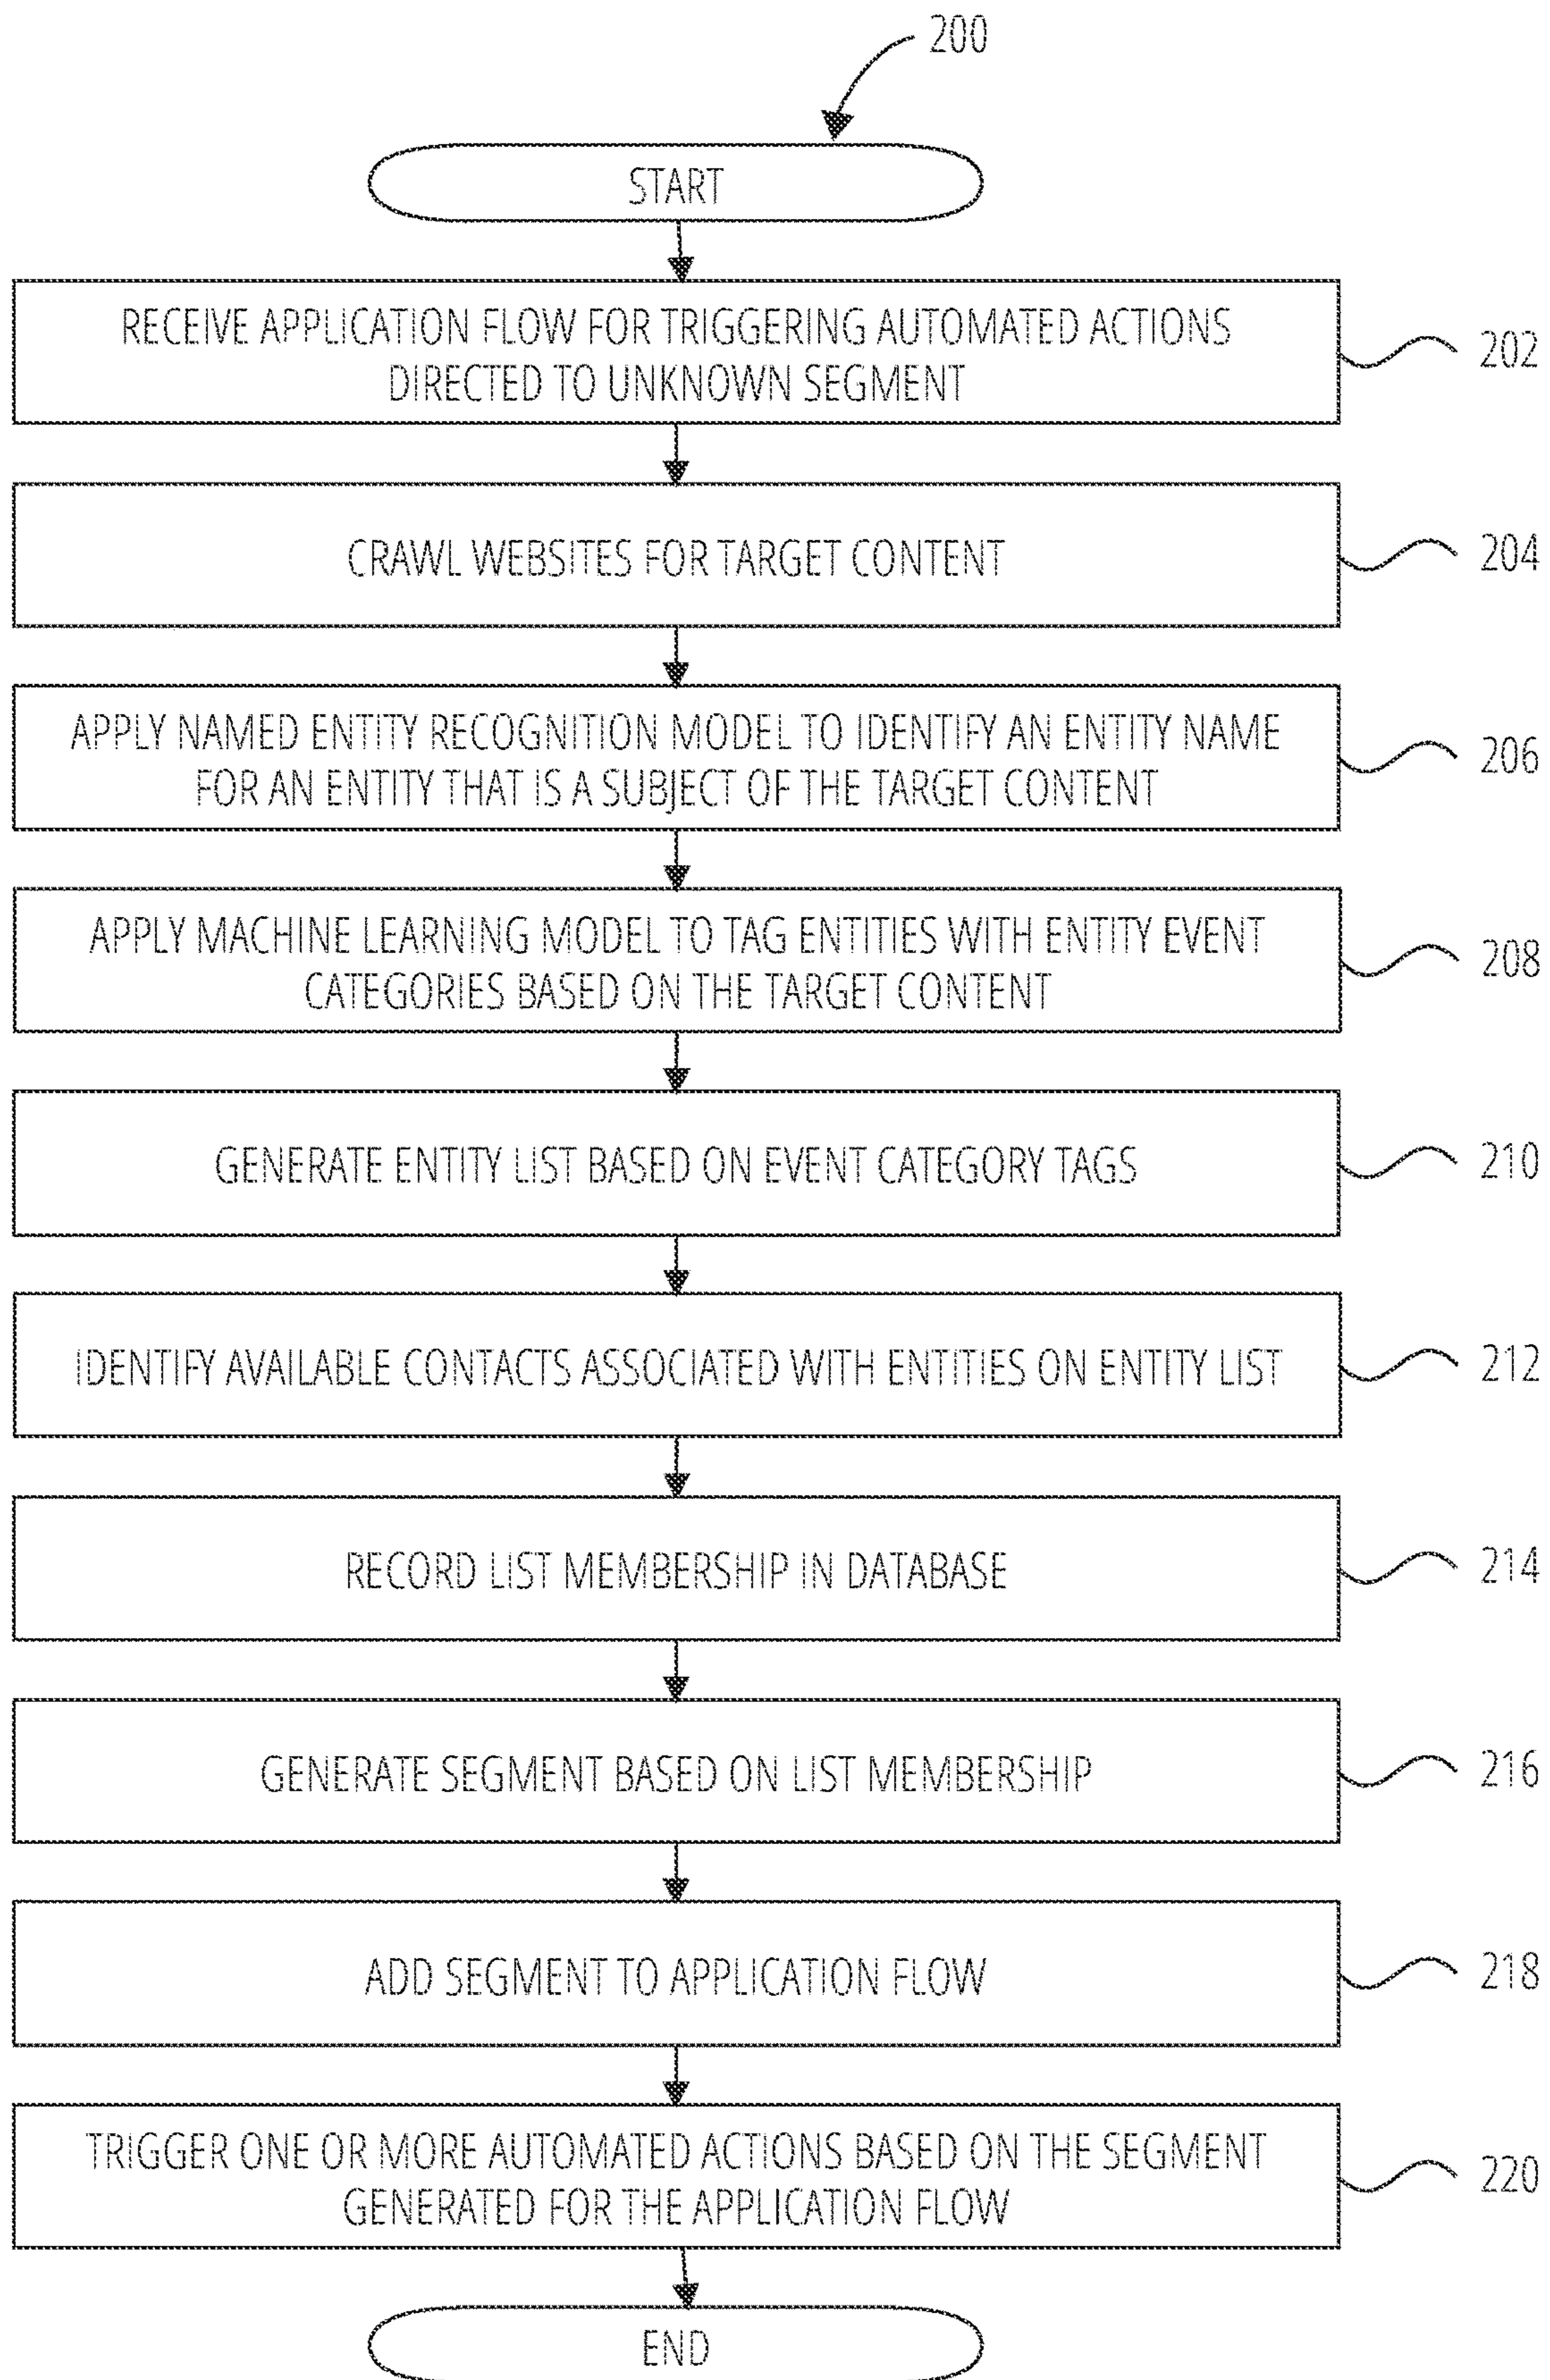 200
START
RECEIVE APPLICATION FLOW FOR TRIGGERING AUTOMATED ACTIONS
DIRECTED TO UNKNOWN SEGMENT
202
CRAWL WEBSITES FOR TARGET CONTENT
204
APPLY NAMED ENTITY RECOGNITION MODEL TO IDENTIFY AN ENTITY NAME
FOR AN ENTITY THAT IS A SUBJECT OF THE TARGET CONTENT
206
APPLY MACHINE LEARNING MODEL TO TAG ENTITIES WITH ENTITY EVENT
CATEGORIES BASED ON THE TARGET CONTENT
208
GENERATE ENTITY LIST BASED ON EVENT CATEGORY TAGS
210
IDENTIFY AVAILABLE CONTACTS ASSOCIATED WITH ENTITIES ON ENTITY LIST
212
RECORD LIST MEMBERSHIP IN DATABASE
214
GENERATE SEGMENT BASED ON LIST MEMBERSHIP
216
ADD SEGMENT TO APPLICATION FLOW
218
TRIGGER ONE OR MORE AUTOMATED ACTIONS BASED ON THE SEGMENT
GENERATED FOR THE APPLICATION FLOW
220
END